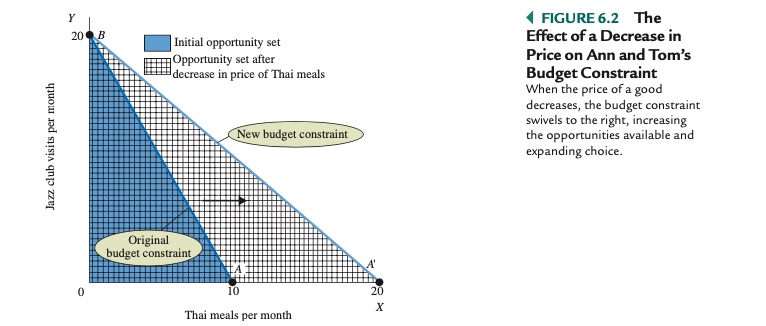 Y
20
B
Initial opportunity set
Opportunity set after
decrease in price of Thai meals
New budget constraint
Jazz club visits per month
Original
budget constraint
A
A'
0
10
20
X
Thai meals per month
FIGURE 6.2 The
Effect of a Decrease in
Price on Ann and Tom's
Budget Constraint
When the price of a good
decreases, the budget constraint
swivels to the right, increasing
the opportunities available and
expanding choice.